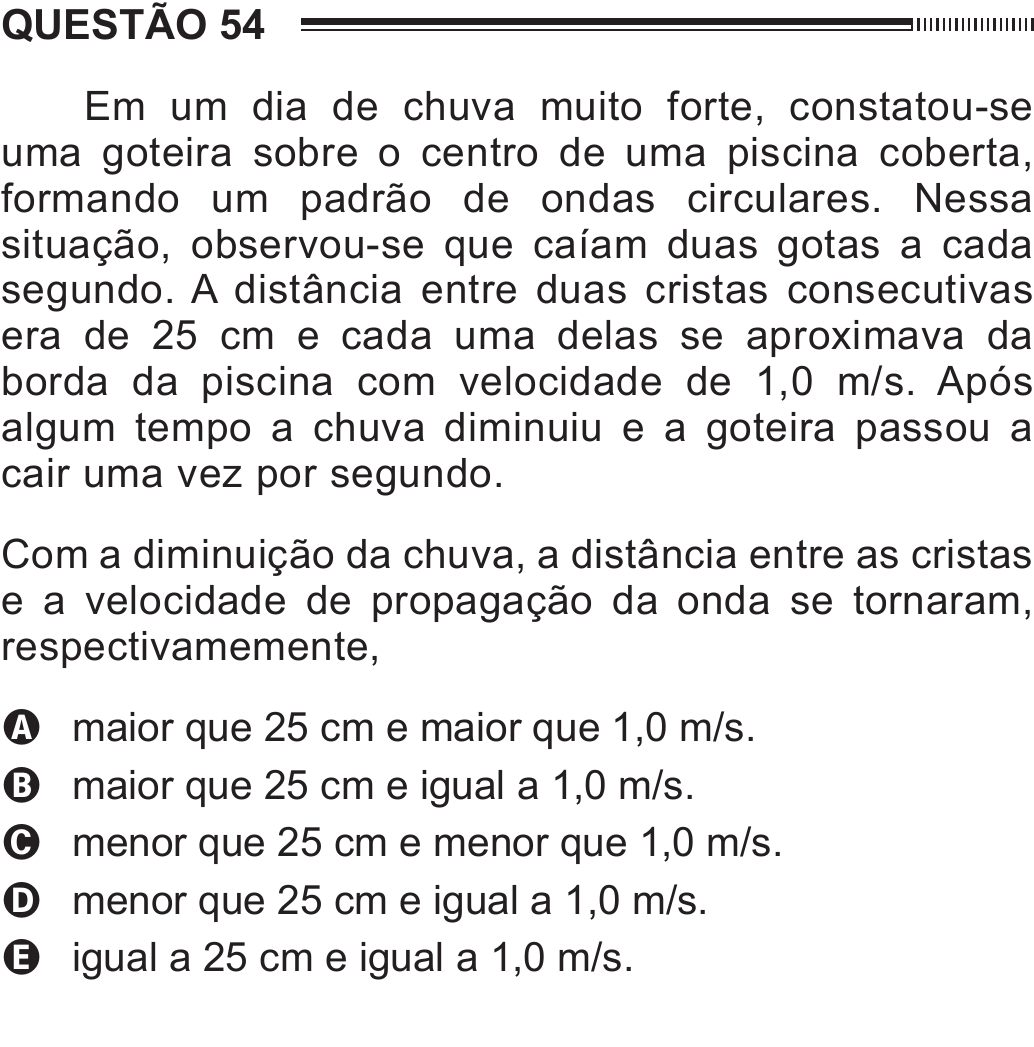 QUESTÃO 54
Em um dia de chuva muito forte, constatou-se
uma goteira sobre o centro de uma piscina coberta,
formando um padrão de ondas circulares. Nessa
situação, observou-se que caíam duas gotas a cada
segundo. A distância entre duas cristas consecutivas
era de 25 cm e cada uma delas se aproximava da
borda da piscina com velocidade de 1,0 m/s. Após
algum tempo a chuva diminuiu e a goteira passou a
cair uma vez por segundo.
Com a diminuição da chuva, a distância entre as cristas
e a velocidade de propagação da onda se tornaram,
respectivamemente,
A maior que 25 cm e maior que 1,0 m/s.
B maior que 25 cm e igual a 1,0 m/s.
C menor que 25 cm e menor que 1,0 m/s.
D menor que 25 cm e igual a 1,0 m/s.
E igual a 25 cm e igual a 1,0 m/s.